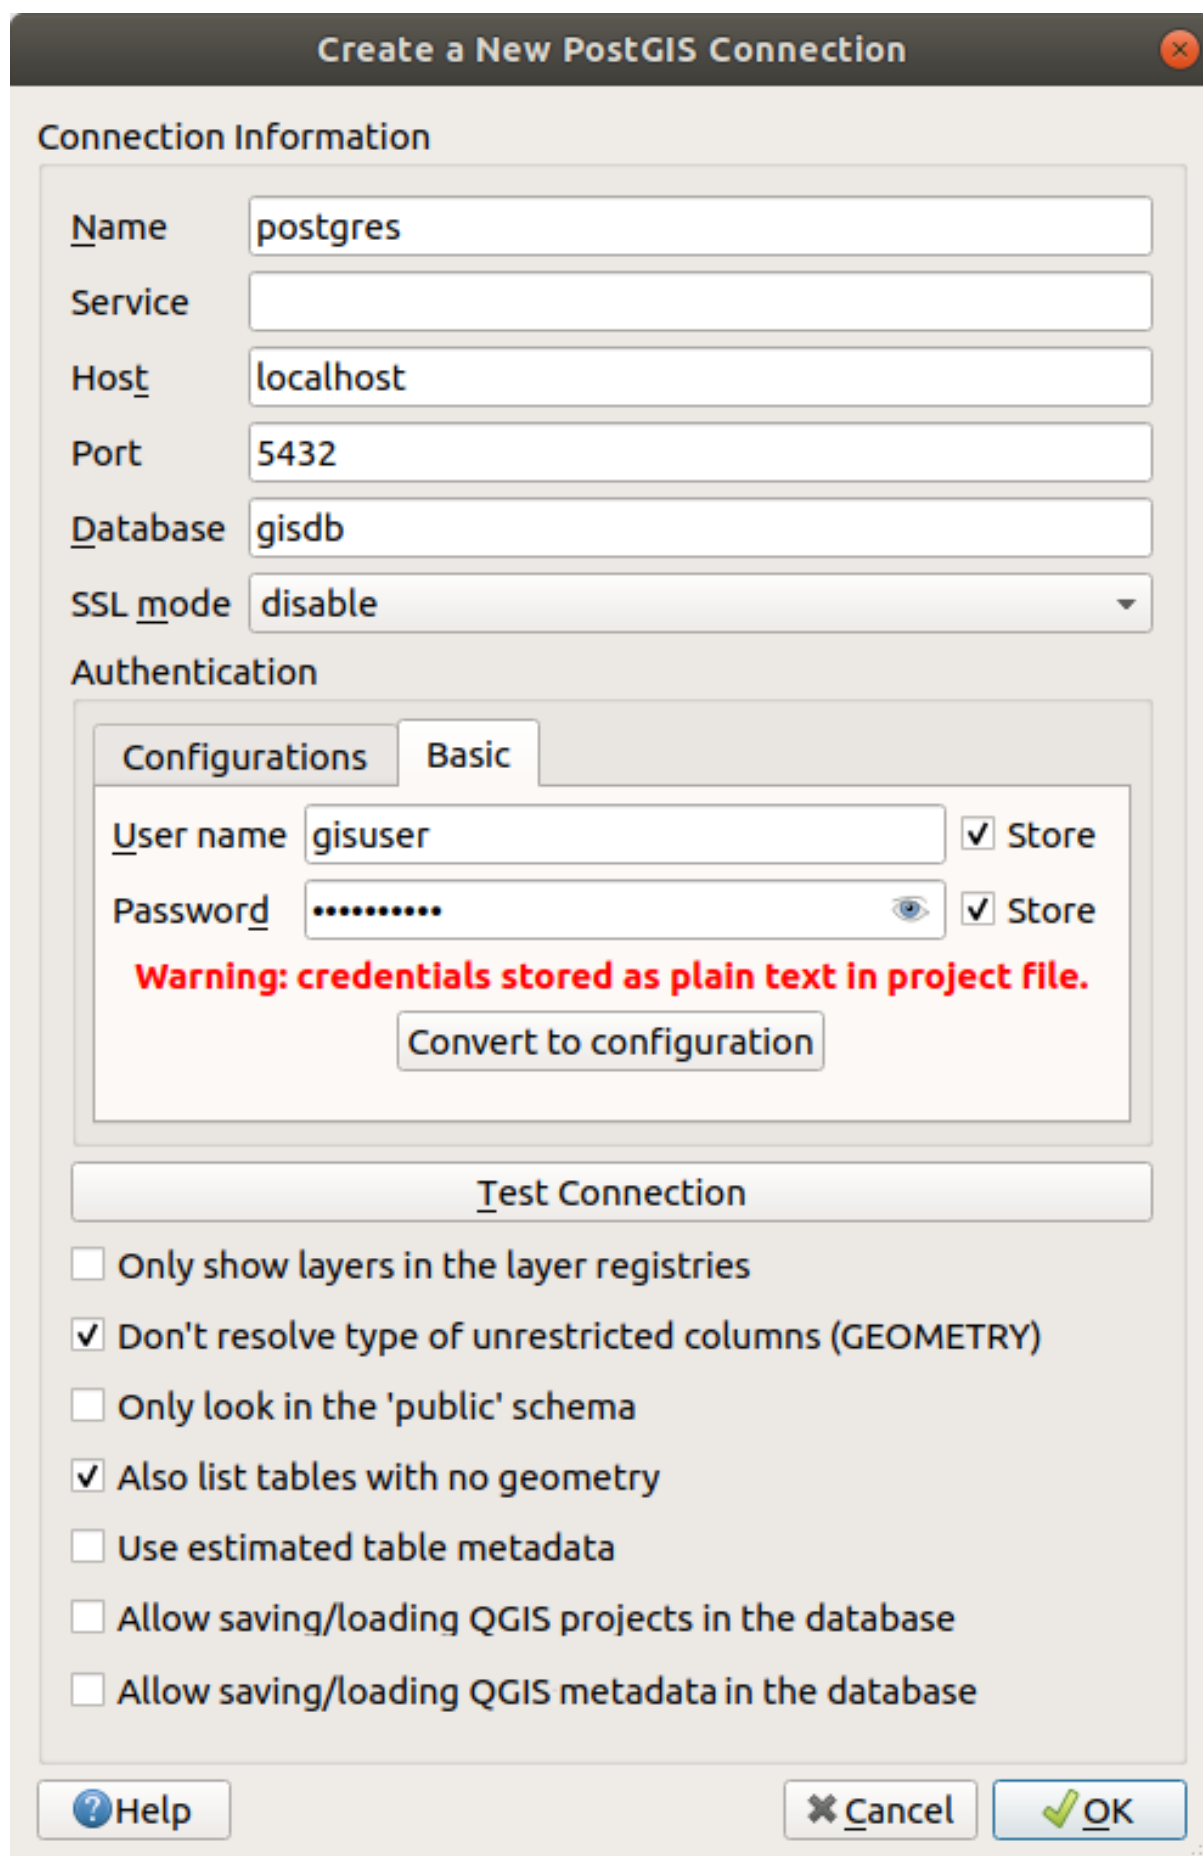 Create a New PostGIS Connection
Connection Information
Name postgres
Service
Host localhost
Port 5432
Database gisdb
SSL mode disable
Authentication
Configurations Basic
User name gisuser Store
Password •••••••••• Store
Warning: credentials stored as plain text in project file.
Convert to configuration
Test Connection
Only show layers in the layer registries
Don't resolve type of unrestricted columns (GEOMETRY)
Only look in the 'public' schema
Also list tables with no geometry
Use estimated table metadata
Allow saving/loading QGIS projects in the database
Allow saving/loading QGIS metadata in the database
Help Cancel OK